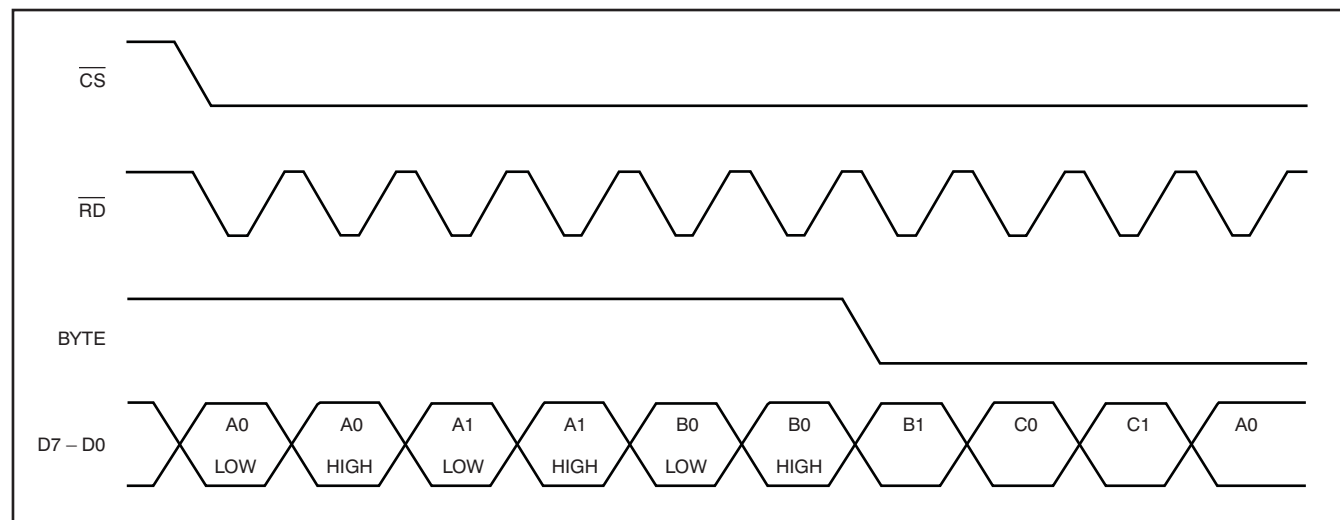 CS
RD
BYTE
D7 – D0
A0 A0 A1 A1 B0 B0 B1 C0 C1 A0
LOW HIGH LOW HIGH LOW HIGH